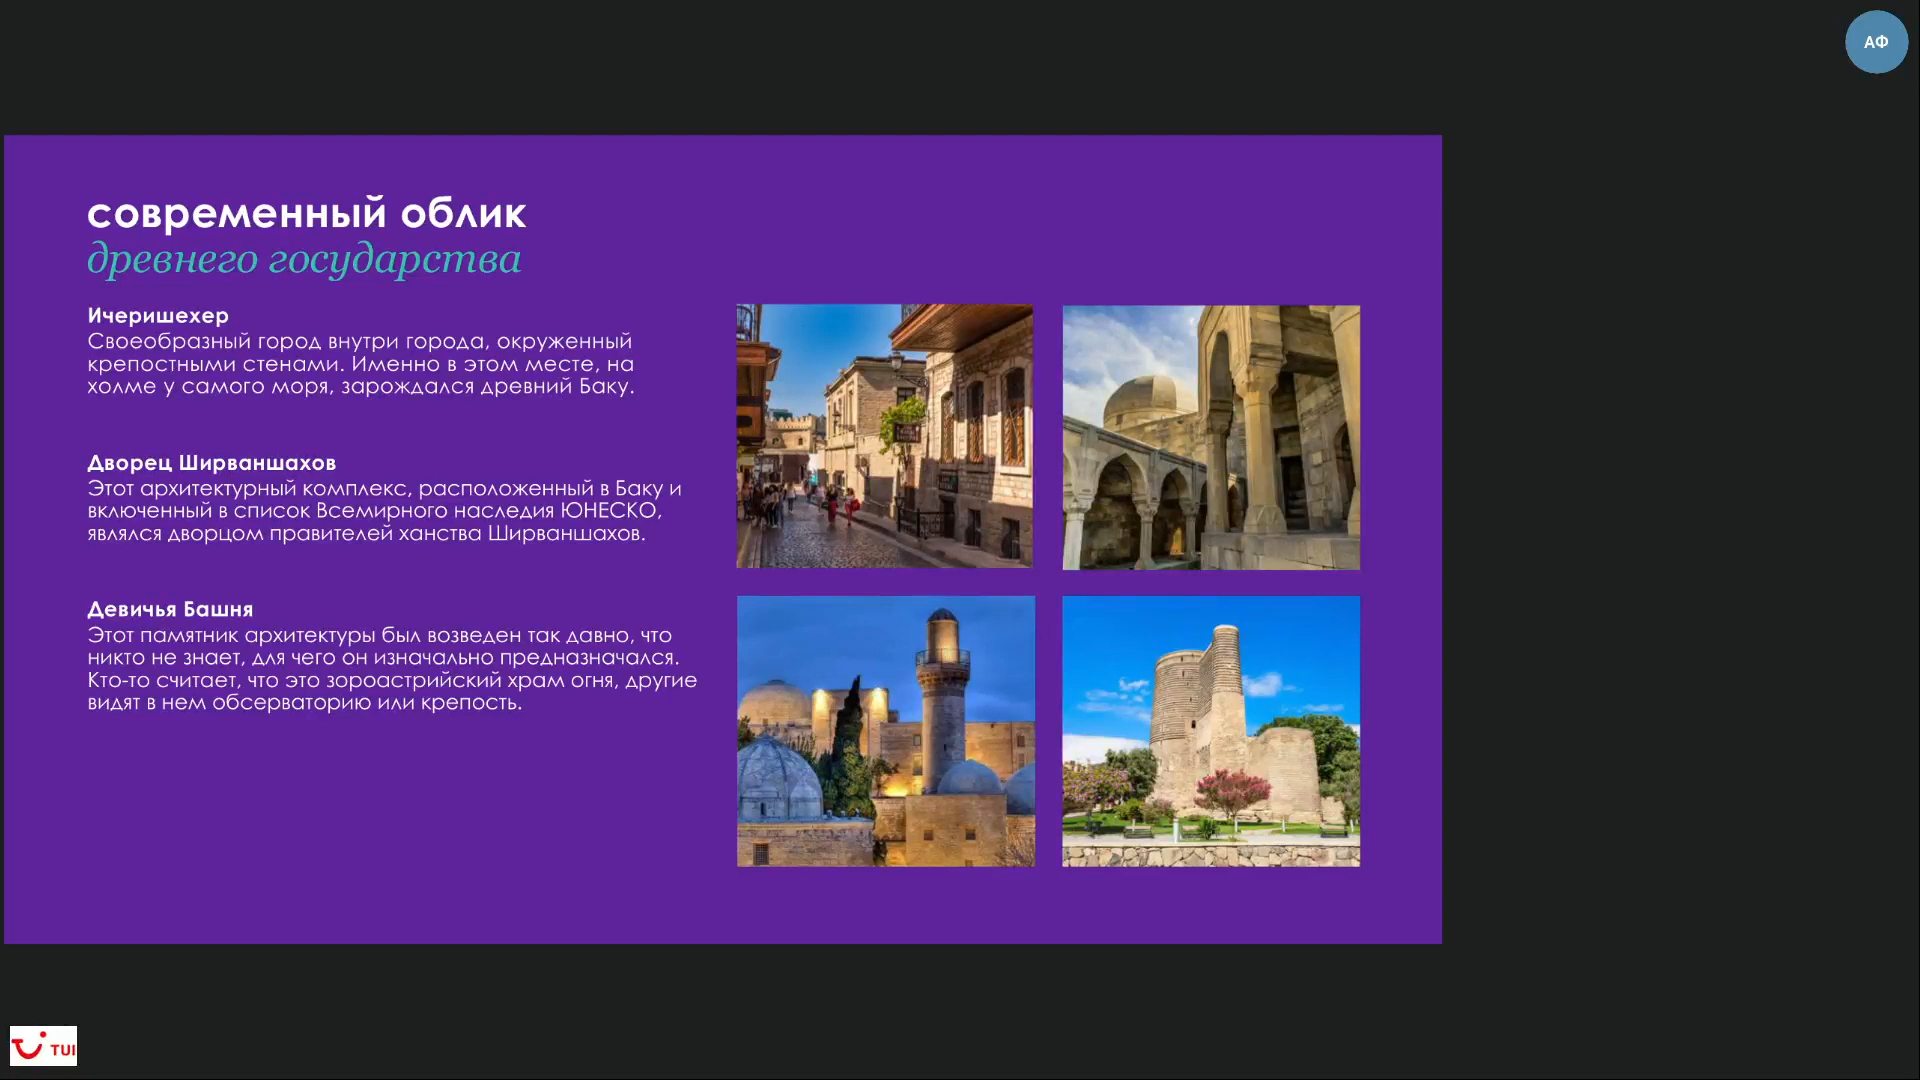 АФ
современный облик
древнего государства
Ичеришехер
Своеобразный город внутри города, окруженный
крепостными стенами. Именно в этом месте, на
холме у самого моря, зарождался древний Баку.
Дворец Ширваншахов
Этот архитектурный комплекс, расположенный в Баку и
включенный в список Всемирного наследия ЮНЕСКО,
являлся дворцом правителей ханства Ширваншахов.
Девичья Башня
Этот памятник архитектуры был возведен так давно, что
никто не знает, для чего он изначально предназначался.
Кто-то считает, что это зороастрийский храм огня, другие
видят в нем обсерваторию или крепость.
TUI